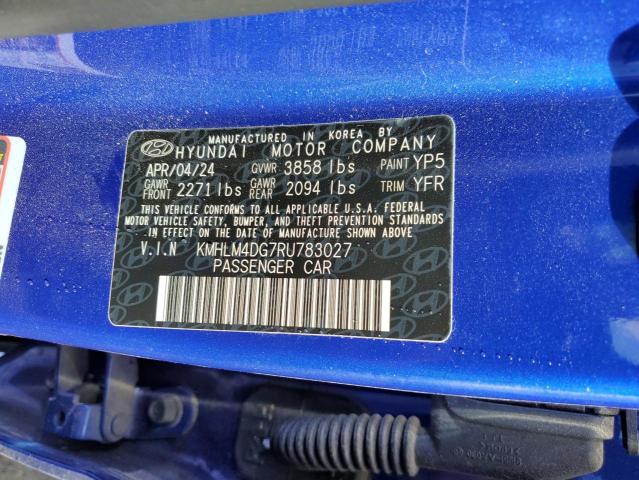 MANUFACTURED IN KOREA BY
HYUNDAI MOTOR COMPANY
APR/04/24 GVWR 3858 lbs PAINT YP5
GAWR FRONT 2271 lbs GAWR REAR 2094 lbs TRIM YFR
THIS VEHICLE CONFORMS TO ALL APPLICABLE U.S.A. FEDERAL
MOTOR VEHICLE SAFETY, BUMPER, AND THEFT PREVENTION STANDARDS
IN EFFECT ON THE DATE OF MANUFACTURE SHOWN ABOVE.
V.I.N KMHLM4DG7RU783027
PASSENGER CAR